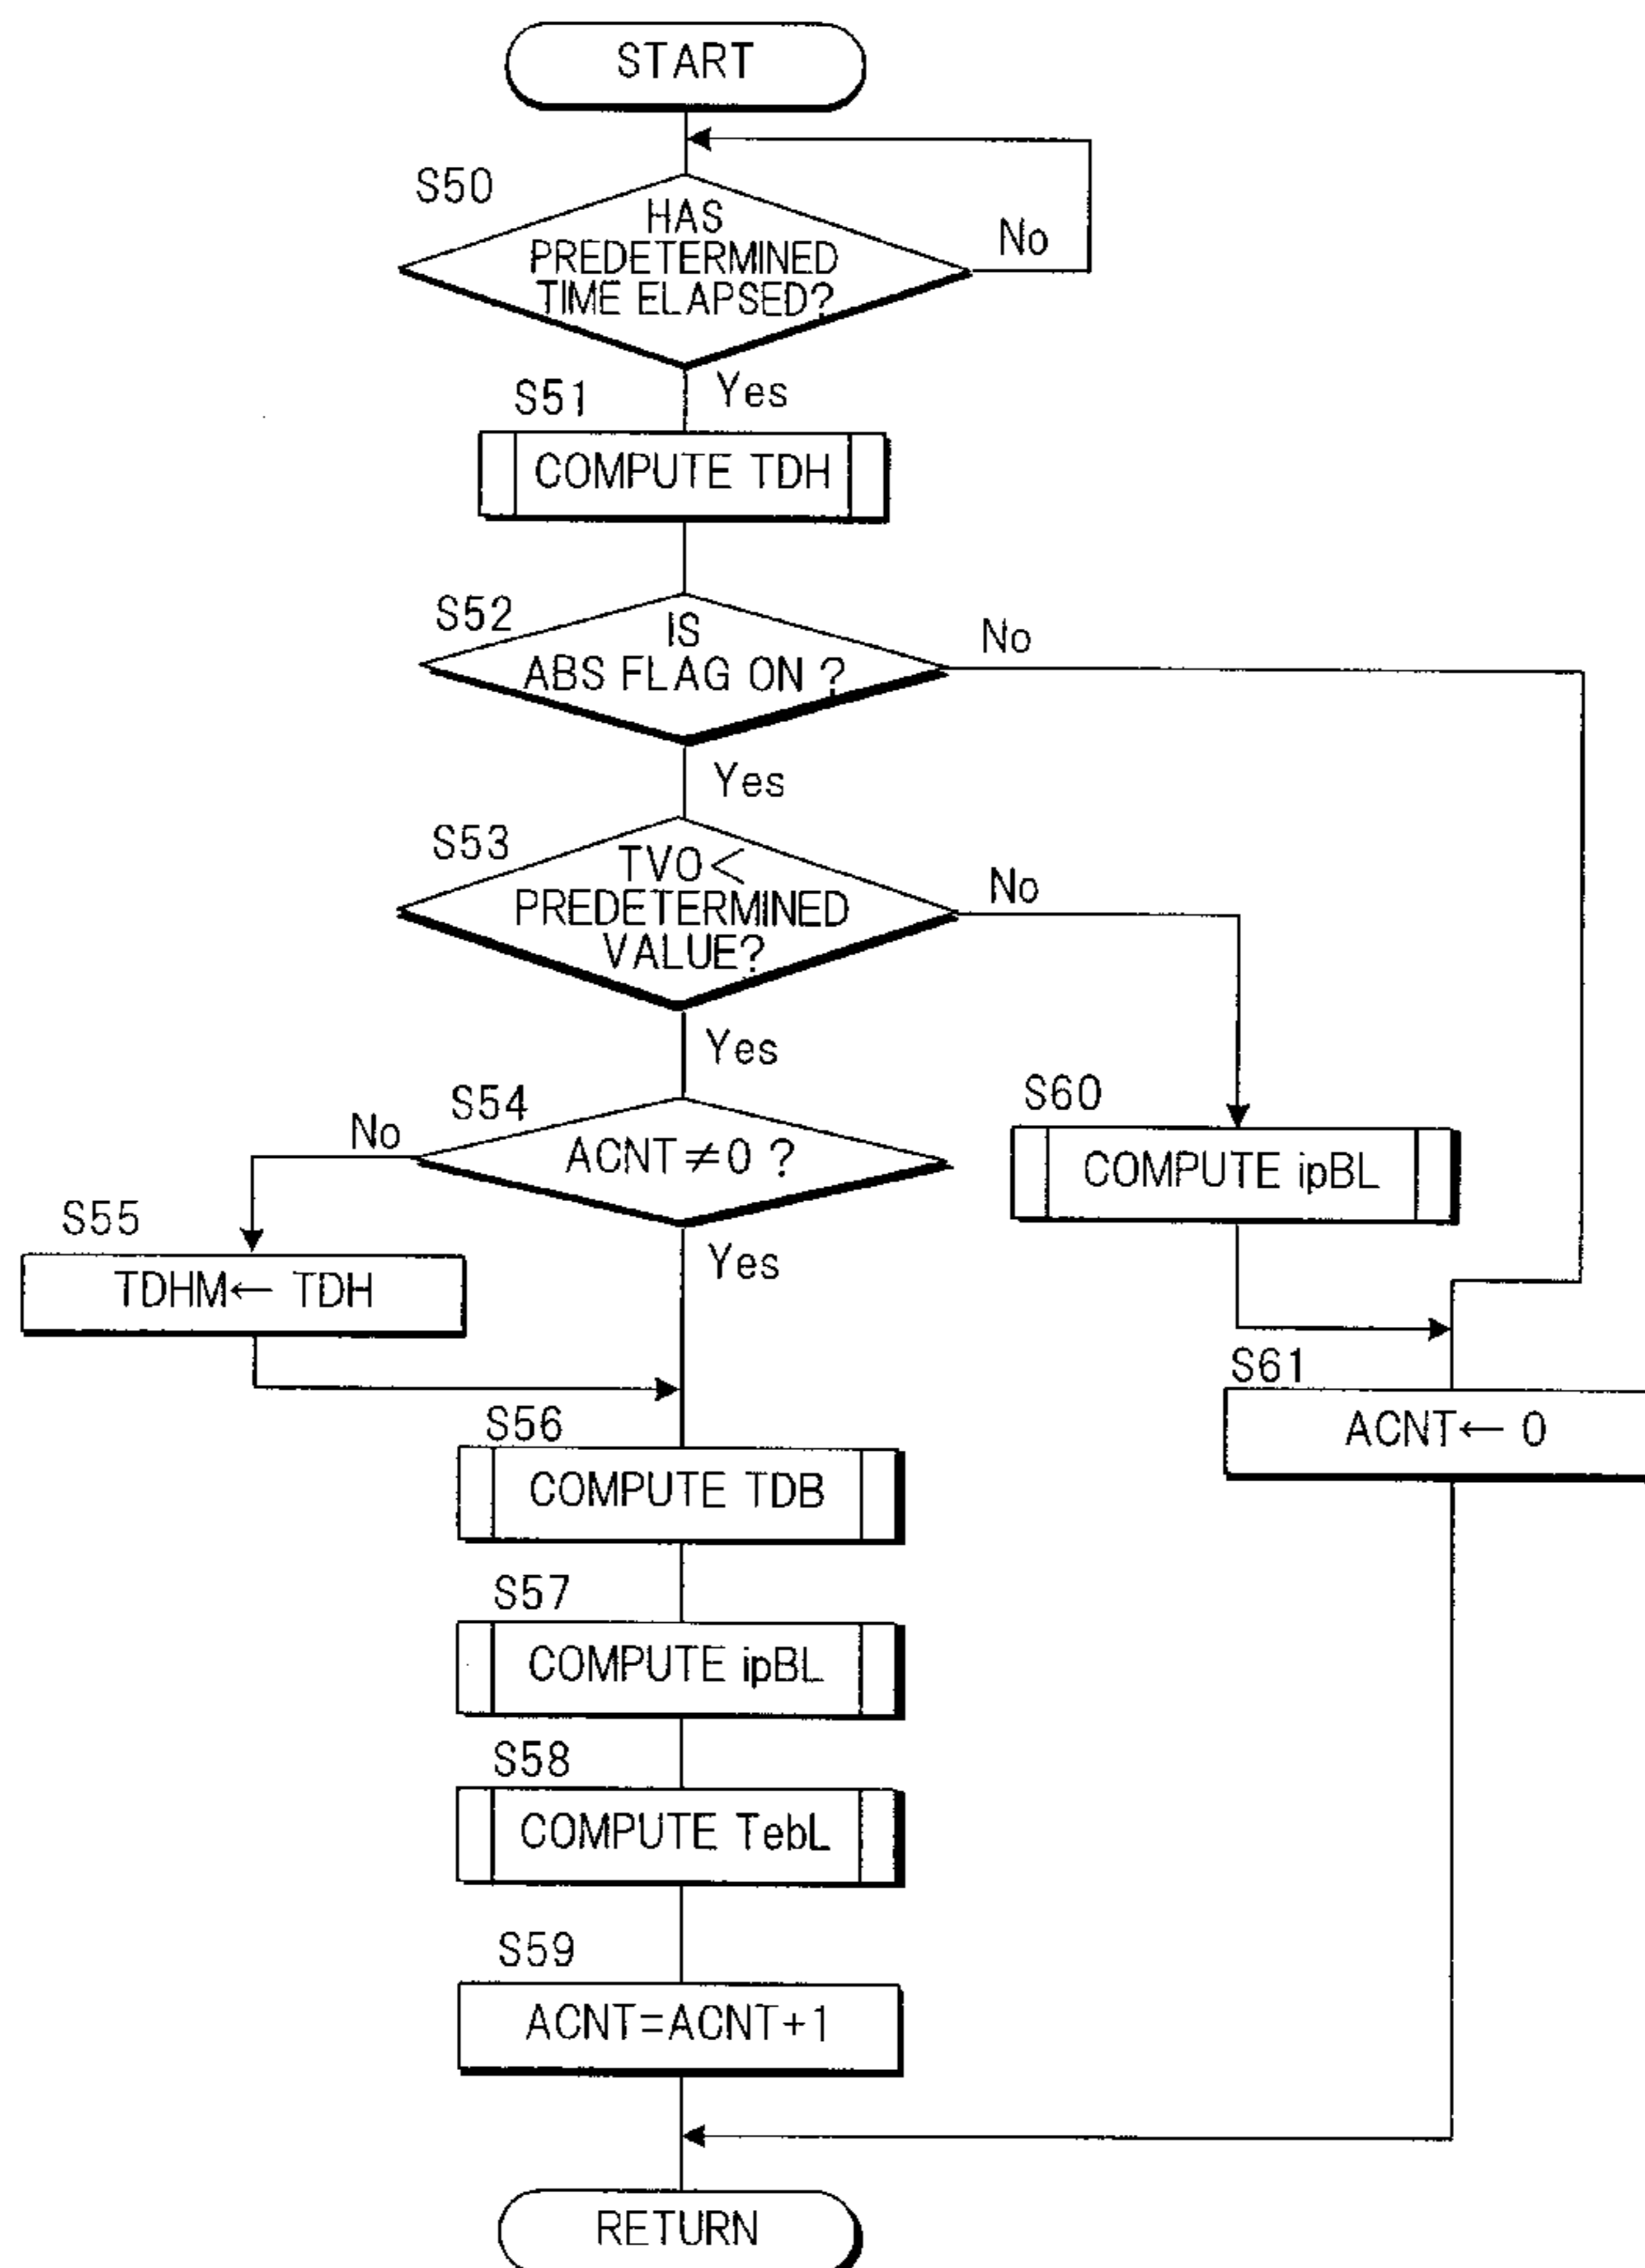 START
S50
HAS
PREDETERMINED
TIME ELAPSED?
No
Yes
S51
COMPUTE TDH
S52
IS
ABS FLAG ON ?
No
Yes
S53
TVO<
PREDETERMINED
VALUE?
No
Yes
S54
ACNT≠0 ?
No
Yes
S60
COMPUTE ipBL
S55
TDHM← TDH
S61
ACNT← 0
S56
COMPUTE TDB
S57
COMPUTE ipBL
S58
COMPUTE TebL
S59
ACNT=ACNT+1
RETURN